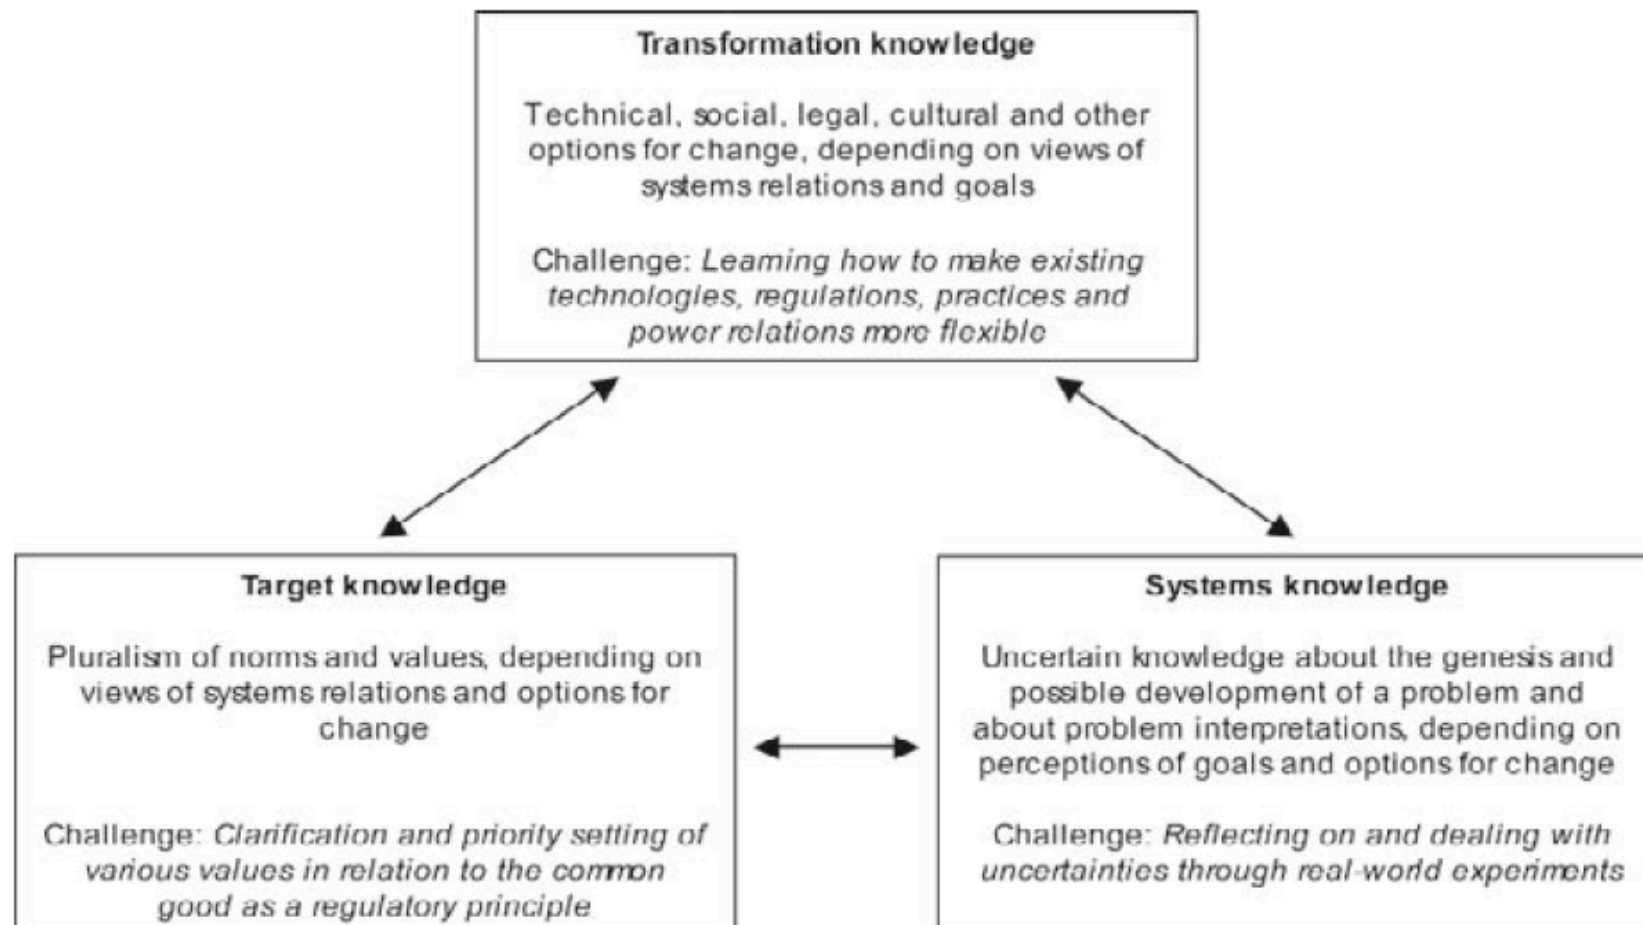 Transformation knowledge
Technical, social, legal, cultural and other
options for change, depending on views of
systems relations and goals
Challenge: Learning how to make existing
technologies, regulations, practices and
power relations more flexible
Target knowledge
Pluralism of norms and values, depending on
views of systems relations and options for
change
Challenge: Clarification and priority setting of
various values in relation to the common
good as a regulatory principle
Systems knowledge
Uncertain knowledge about the genesis and
possible development of a problem and
about problem interpretations, depending on
perceptions of goals and options for change
Challenge: Reflecting on and dealing with
uncertainties through real-world experiments